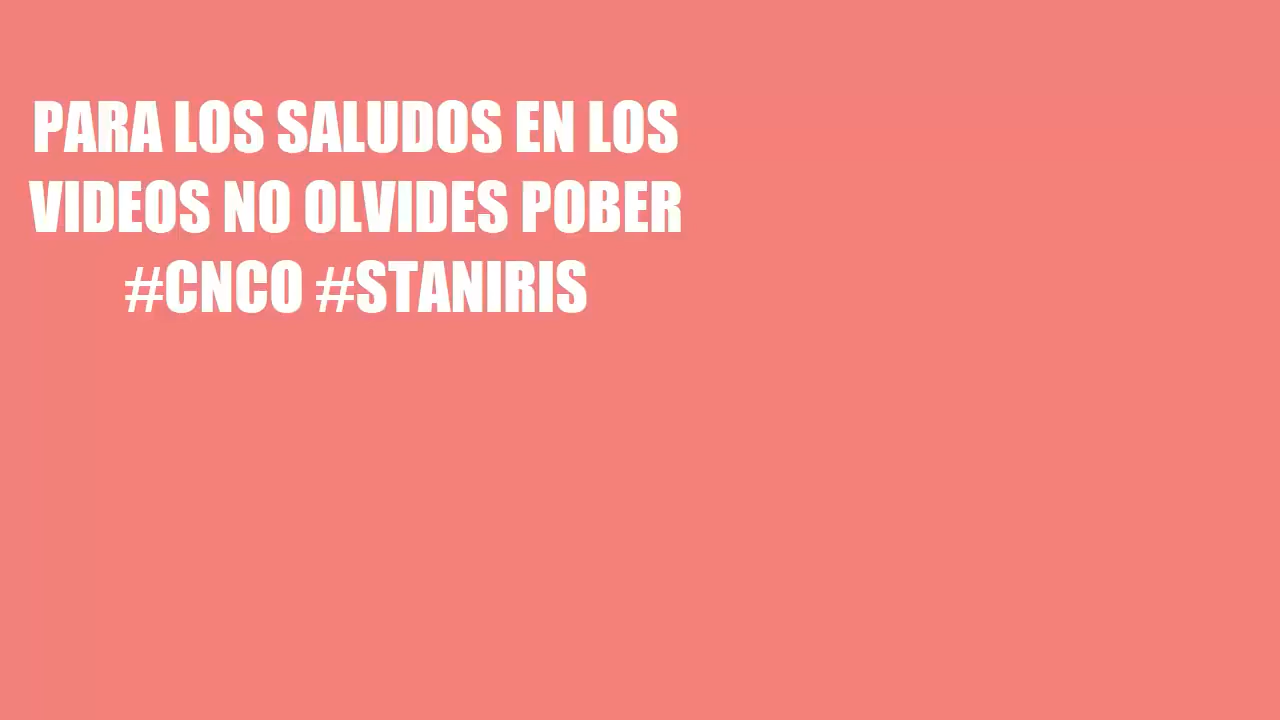 PARA LOS SALUDOS EN LOS
VIDEOS NO OLVIDES POBER
#CNCO #STANIRIS